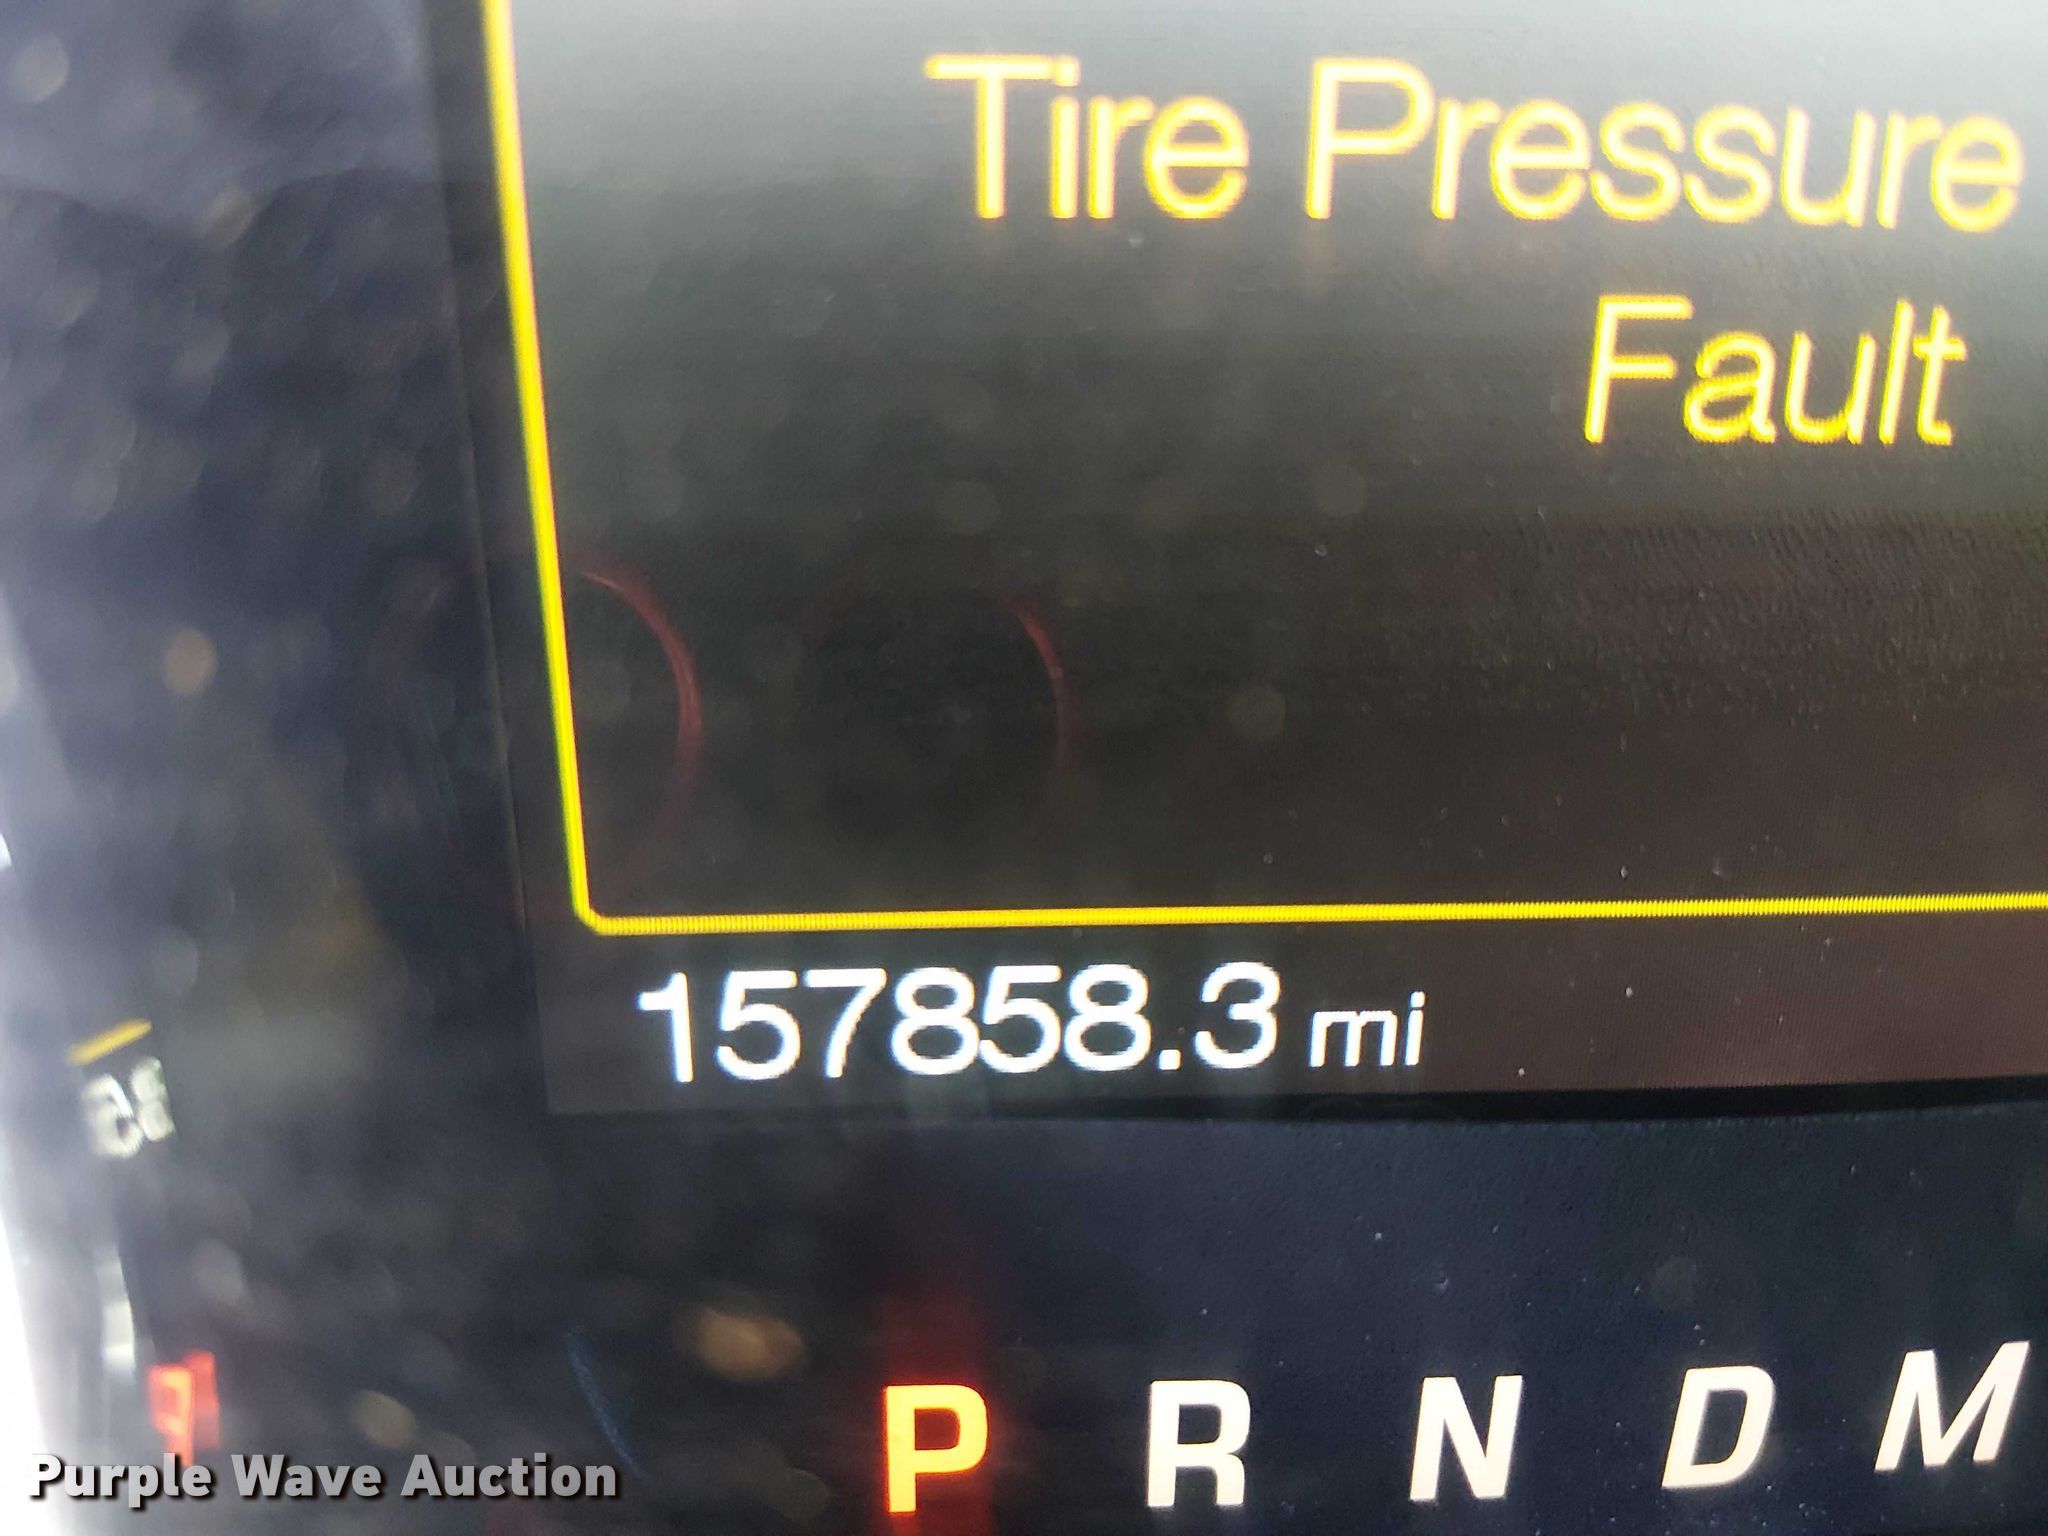 Tire Pressure
Fault
157858.3 mi
P R N D M
Purple Wave Auction